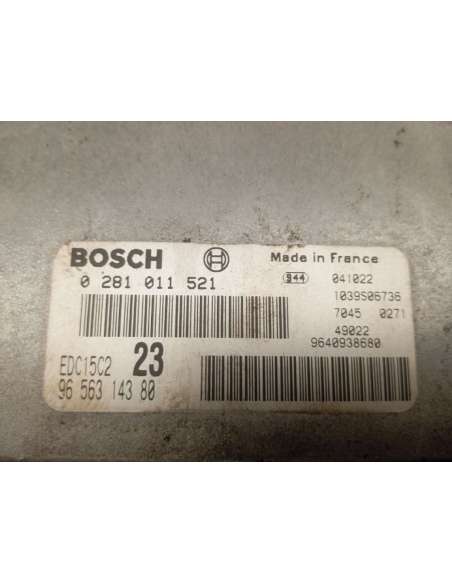 BOSCH
Made in France
0 281 011 521
944 041022
1039S06736
7045 0271
49022
9640938680
EDC15C2 23
96 563 143 80